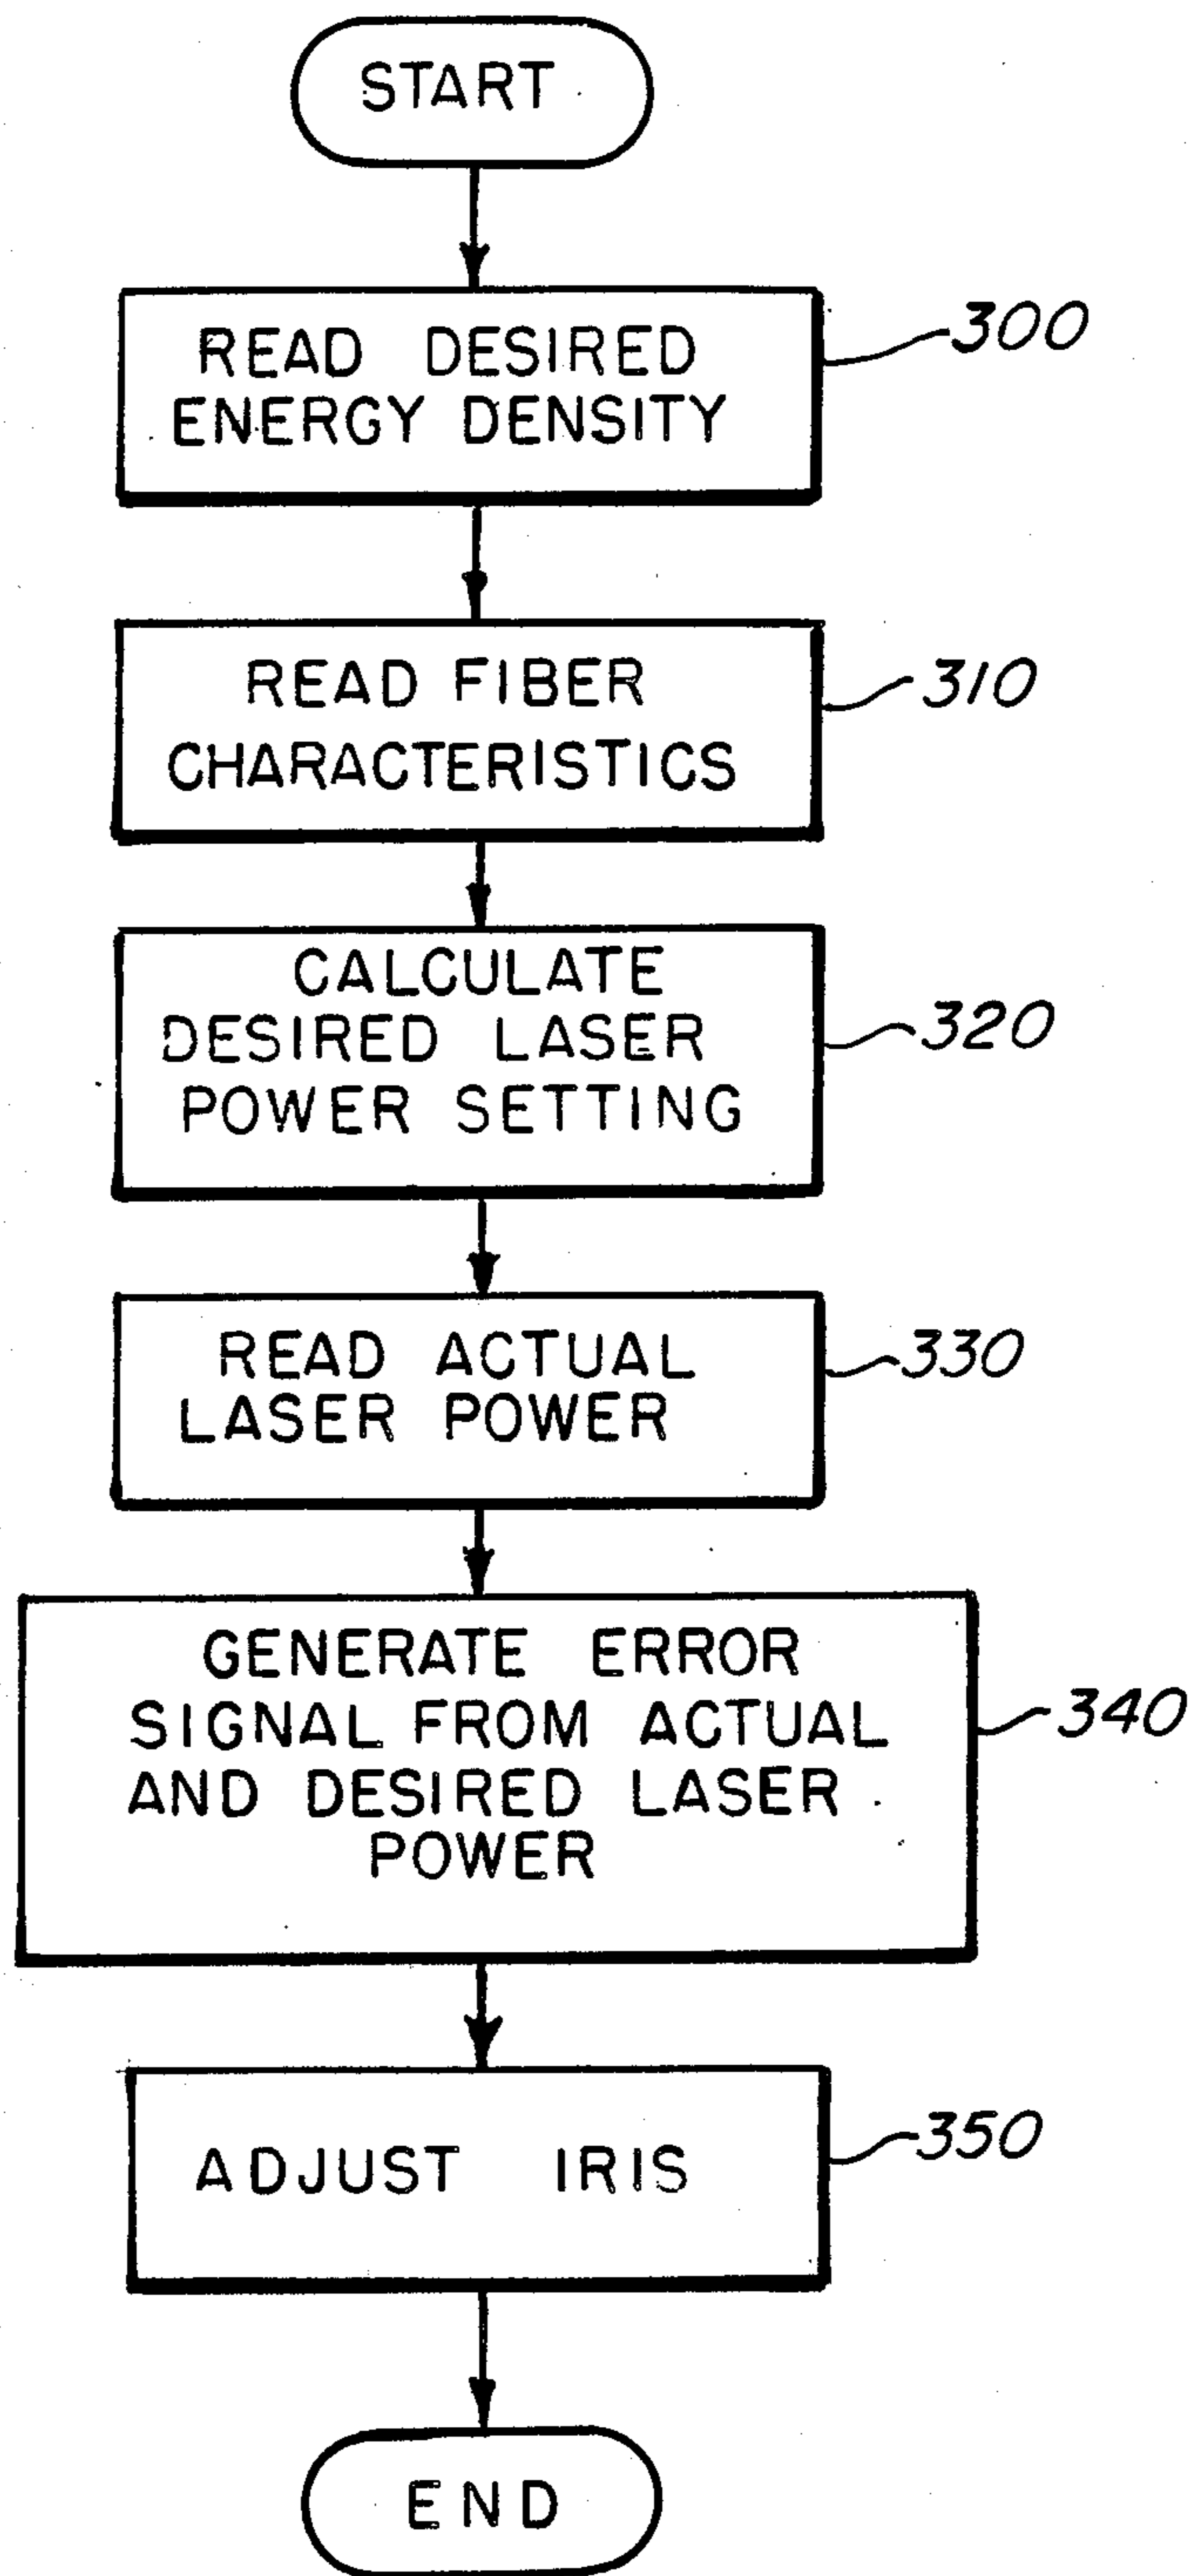 START
READ DESIRED
ENERGY DENSITY
300
READ FIBER
CHARACTERISTICS
310
CALCULATE
DESIRED LASER
POWER SETTING
320
READ ACTUAL
LASER POWER
330
GENERATE ERROR
SIGNAL FROM ACTUAL
AND DESIRED LASER
POWER
340
ADJUST IRIS
350
END